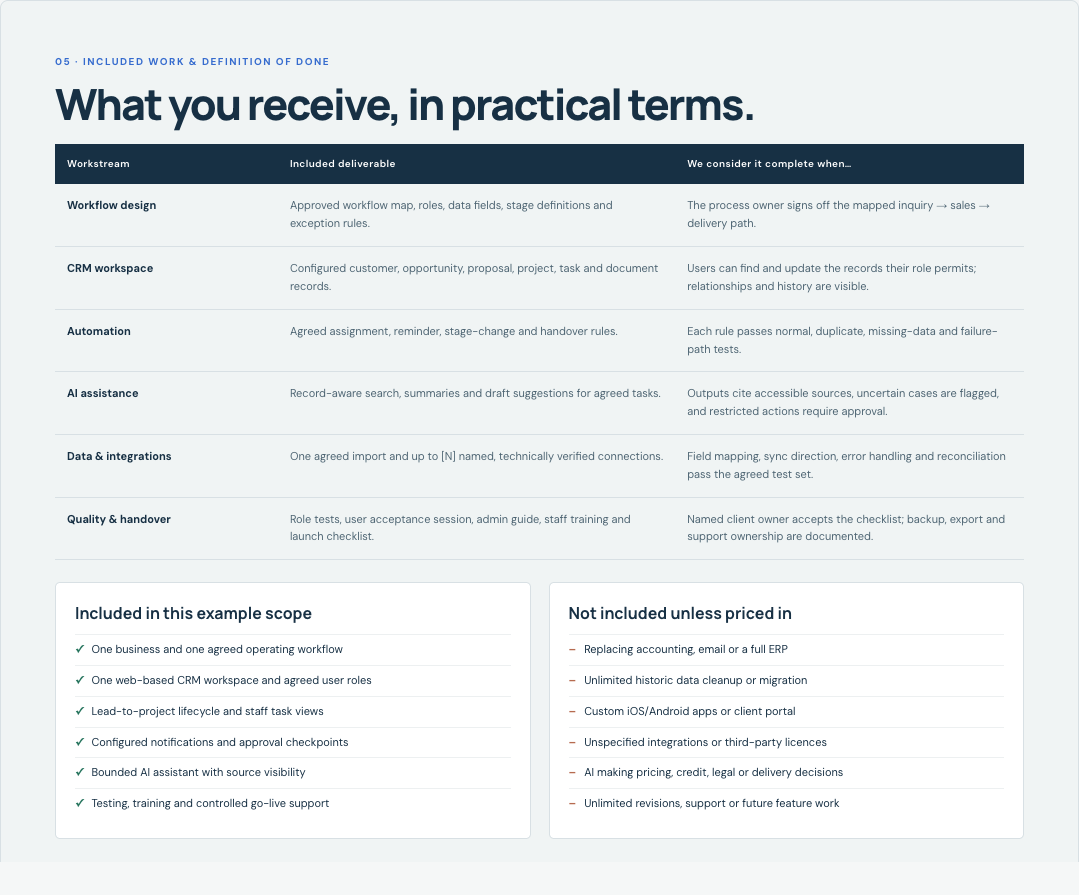 05 · INCLUDED WORK & DEFINITION OF DONE
What you receive, in practical terms.
Workstream Included deliverable We consider it complete when…
Workflow design Approved workflow map, roles, data fields, stage definitions and The process owner signs off the mapped inquiry → sales →
exception rules. delivery path.
CRM workspace Configured customer, opportunity, proposal, project, task and document Users can find and update the records their role permits;
records. relationships and history are visible.
Automation Agreed assignment, reminder, stage-change and handover rules. Each rule passes normal, duplicate, missing-data and failure-
path tests.
AI assistance Record-aware search, summaries and draft suggestions for agreed tasks. Outputs cite accessible sources, uncertain cases are flagged,
and restricted actions require approval.
Data & integrations One agreed import and up to [N] named, technically verified connections. Field mapping, sync direction, error handling and reconciliation
pass the agreed test set.
Quality & handover Role tests, user acceptance session, admin guide, staff training and Named client owner accepts the checklist; backup, export and
launch checklist. support ownership are documented.
Included in this example scope
✓ One business and one agreed operating workflow
✓ One web-based CRM workspace and agreed user roles
✓ Lead-to-project lifecycle and staff task views
✓ Configured notifications and approval checkpoints
✓ Bounded AI assistant with source visibility
✓ Testing, training and controlled go-live support
Not included unless priced in
– Replacing accounting, email or a full ERP
– Unlimited historic data cleanup or migration
– Custom iOS/Android apps or client portal
– Unspecified integrations or third-party licences
– AI making pricing, credit, legal or delivery decisions
– Unlimited revisions, support or future feature work